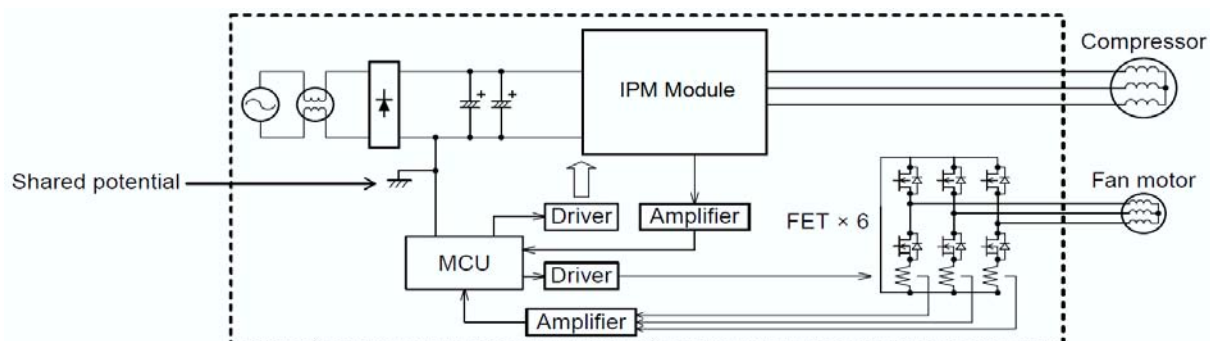 Compressor
IPM Module
Shared potential
Fan motor
Driver
Amplifier
FET × 6
MCU
Driver
Amplifier